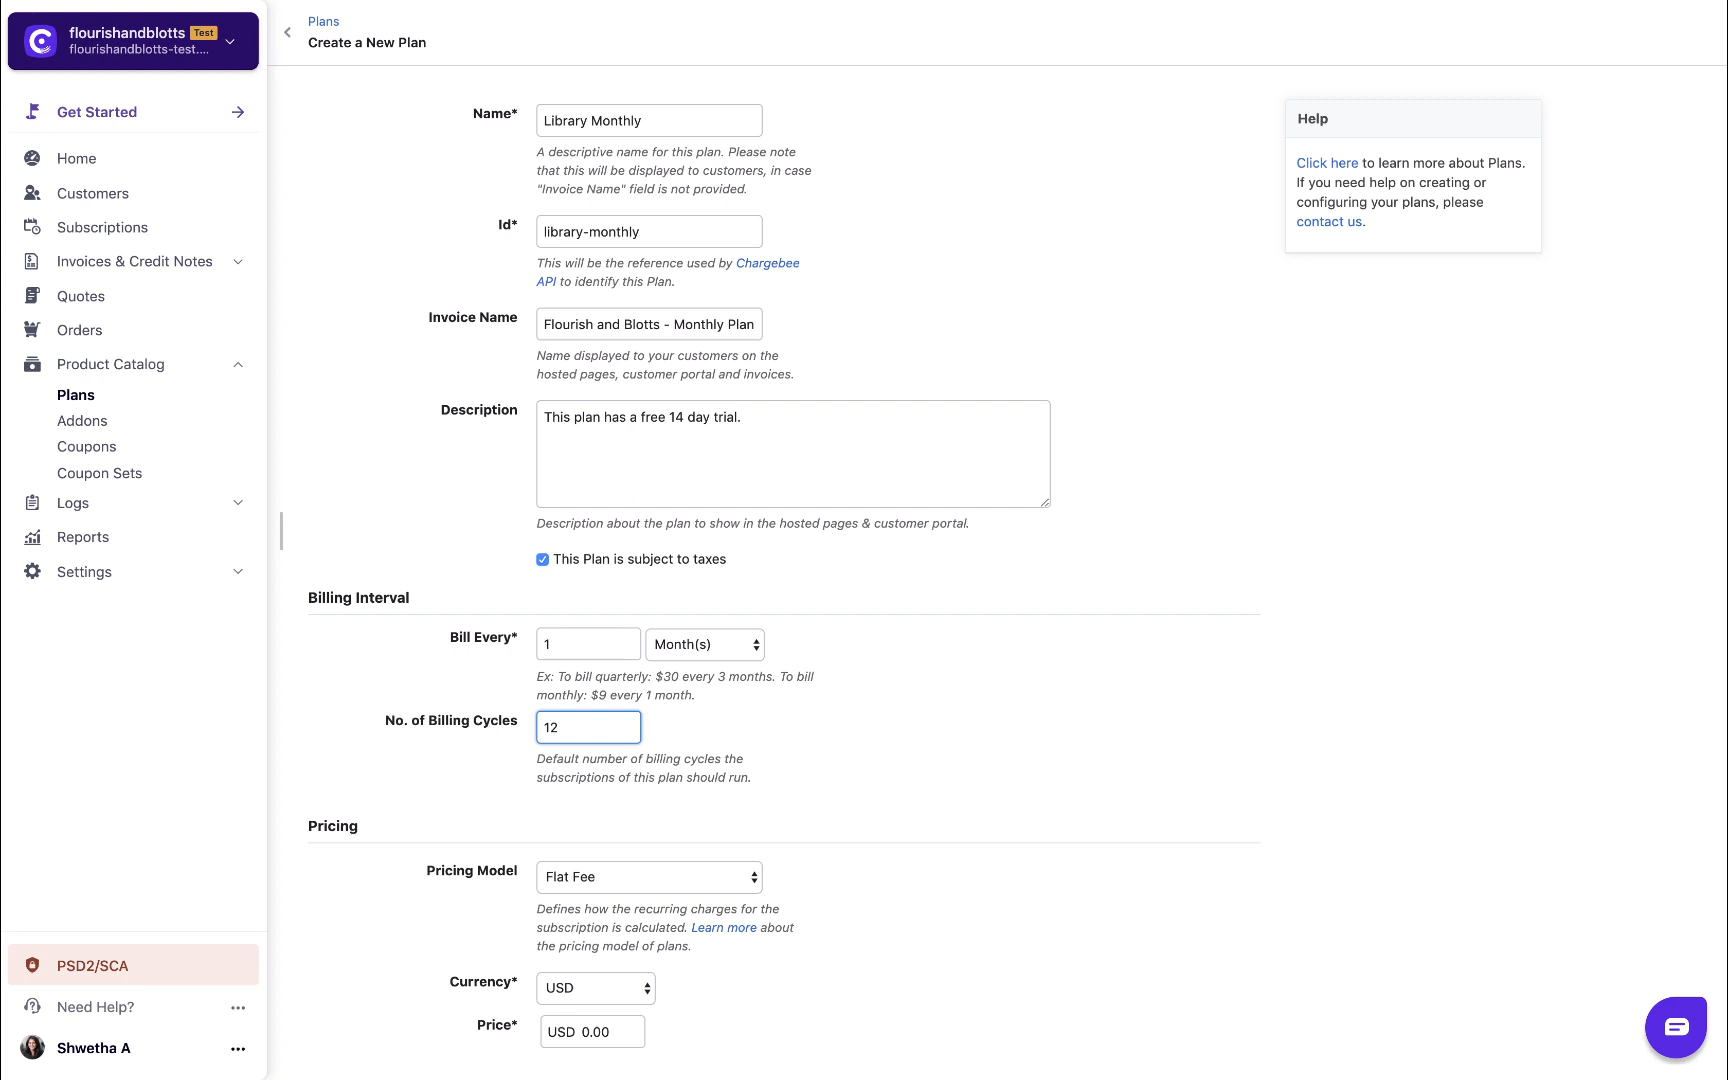 flourishandblotts Test
flourishandblotts-test....
Get Started
Home
Customers
Subscriptions
Invoices & Credit Notes
Quotes
Orders
Product Catalog
Plans
Addons
Coupons
Coupon Sets
Logs
Reports
Settings
PSD2/SCA
Need Help?
Shwetha A
Plans
Create a New Plan
Name*
Library Monthly
A descriptive name for this plan. Please note
that this will be displayed to customers, in case
"Invoice Name" field is not provided.
Id*
library-monthly
This will be the reference used by Chargebee
API to identify this Plan.
Invoice Name
Flourish and Blotts - Monthly Plan
Name displayed to your customers on the
hosted pages, customer portal and invoices.
Description
This plan has a free 14 day trial.
Description about the plan to show in the hosted pages & customer portal.
This Plan is subject to taxes
Billing Interval
Bill Every*
1
Month(s)
Ex: To bill quarterly: $30 every 3 months. To bill
monthly: $9 every 1 month.
No. of Billing Cycles
12
Default number of billing cycles the
subscriptions of this plan should run.
Pricing
Pricing Model
Flat Fee
Defines how the recurring charges for the
subscription is calculated. Learn more about
the pricing model of plans.
Currency*
USD
Price*
USD 0.00
Help
Click here to learn more about Plans.
If you need help on creating or
configuring your plans, please
contact us.